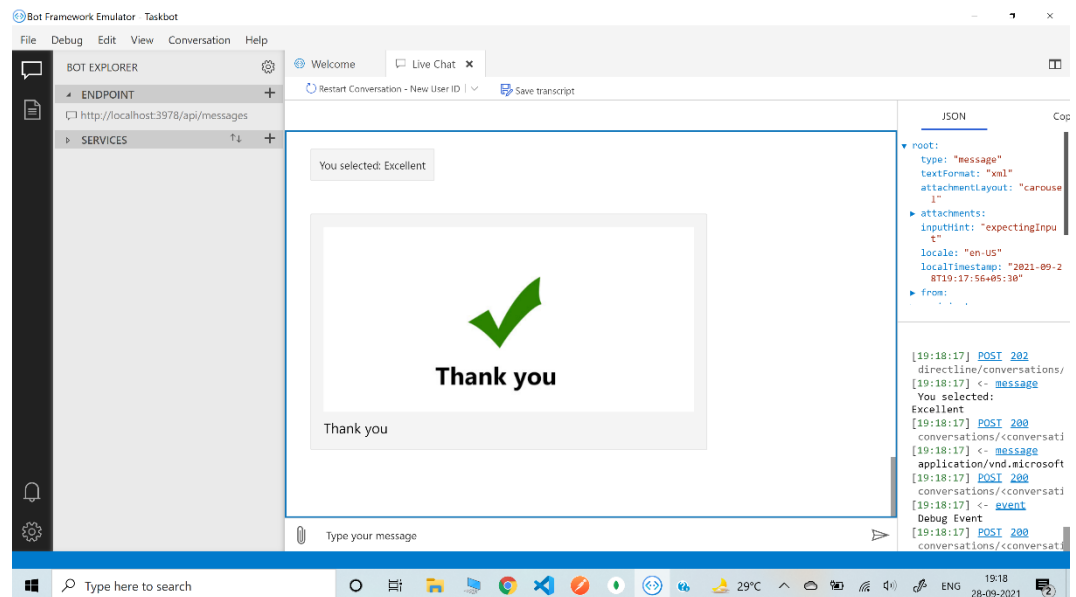 Bot Framework Emulator - Taskbot
File Debug Edit View Conversation Help
BOT EXPLORER
ENDPOINT
http://localhost:3978/api/messages
SERVICES
Welcome
Live Chat
Restart Conversation - New User ID
Save transcript
You selected: Excellent
Thank you
Thank you
Type your message
JSON
Cop
root:
type: "message"
textFormat: "xml"
attachmentLayout: "carouse
l"
attachments:
inputHint: "expectingInpu
t"
locale: "en-US"
localTimestamp: "2021-09-2
8T19:17:56+05:30"
from:
[19:18:17] POST 202
directline/conversations/
[19:18:17] <- message
You selected:
Excellent
[19:18:17] POST 200
conversations/<conversati
[19:18:17] <- message
application/vnd.microsoft
[19:18:17] POST 200
conversations/<conversati
[19:18:17] <- event
Debug Event
[19:18:17] POST 200
conversations/<conversati
Type here to search
29°C
ENG
19:18
28-09-2021
2